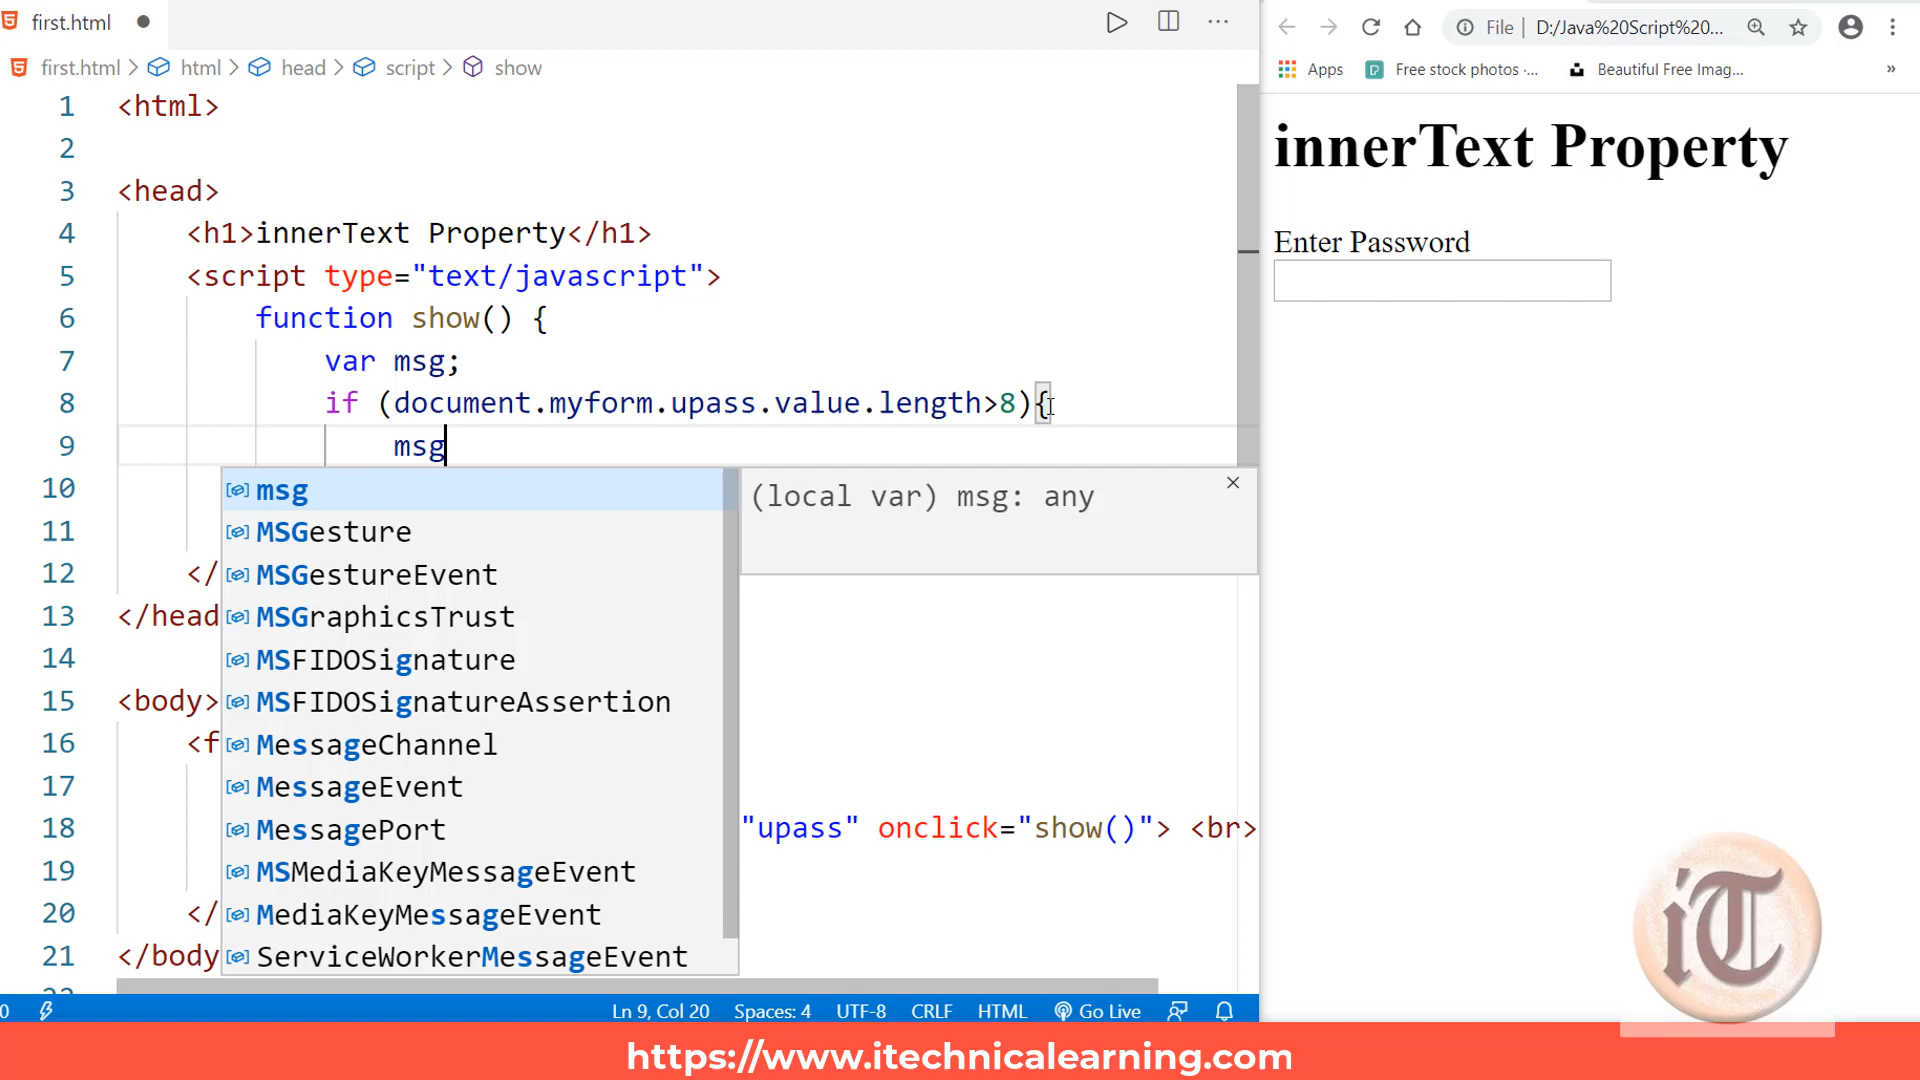 first.html
first.html > html > head > script > show
1 <html>
2
3 <head>
4 <h1>innerText Property</h1>
5 <script type="text/javascript">
6 function show() {
7 var msg;
8 if (document.myform.upass.value.length>8){
9 msg
10
11
12 </
13 </head
14
15 <body>
16 <f
17
18 "upass" onclick="show()"> <br>
19
20 </
21 </body
msg
MSGesture
MSGestureEvent
MSGraphicsTrust
MSFIDOSignature
MSFIDOSignatureAssertion
MessageChannel
MessageEvent
MessagePort
MSMediaKeyMessageEvent
MediaKeyMessageEvent
ServiceWorkerMessageEvent
(local var) msg: any
0 Ln 9, Col 20 Spaces: 4 UTF-8 CRLF HTML Go Live
File | D:/Java%20Script%20...
Apps Free stock photos ·... Beautiful Free Imag... »
innerText Property
Enter Password
iT
https://www.itechnicalearning.com